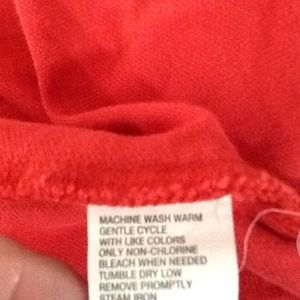 MACHINE WASH WARM
GENTLE CYCLE
WITH LIKE COLORS
ONLY NON-CHLORINE
BLEACH WHEN NEEDED
TUMBLE DRY LOW
REMOVE PROMPTLY
STEAM IRON